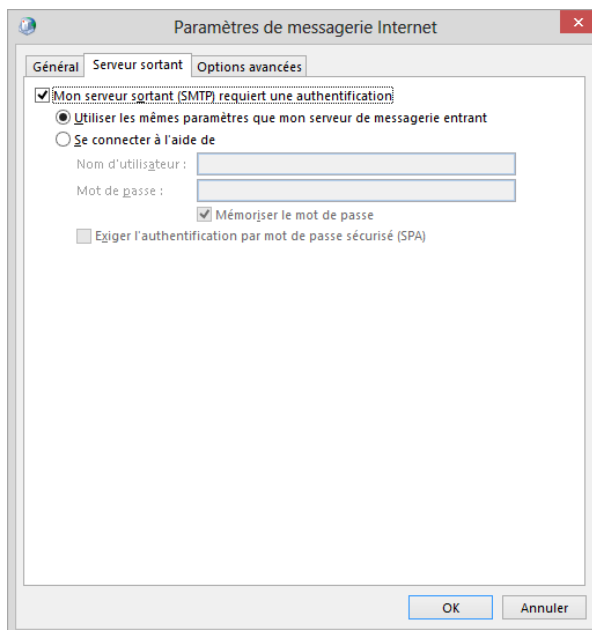 Paramètres de messagerie Internet
Général Serveur sortant Options avancées
Mon serveur sortant (SMTP) requiert une authentification
Utiliser les mêmes paramètres que mon serveur de messagerie entrant
Se connecter à l'aide de
Nom d'utilisateur :
Mot de passe :
Mémoriser le mot de passe
Exiger l'authentification par mot de passe sécurisé (SPA)
OK Annuler